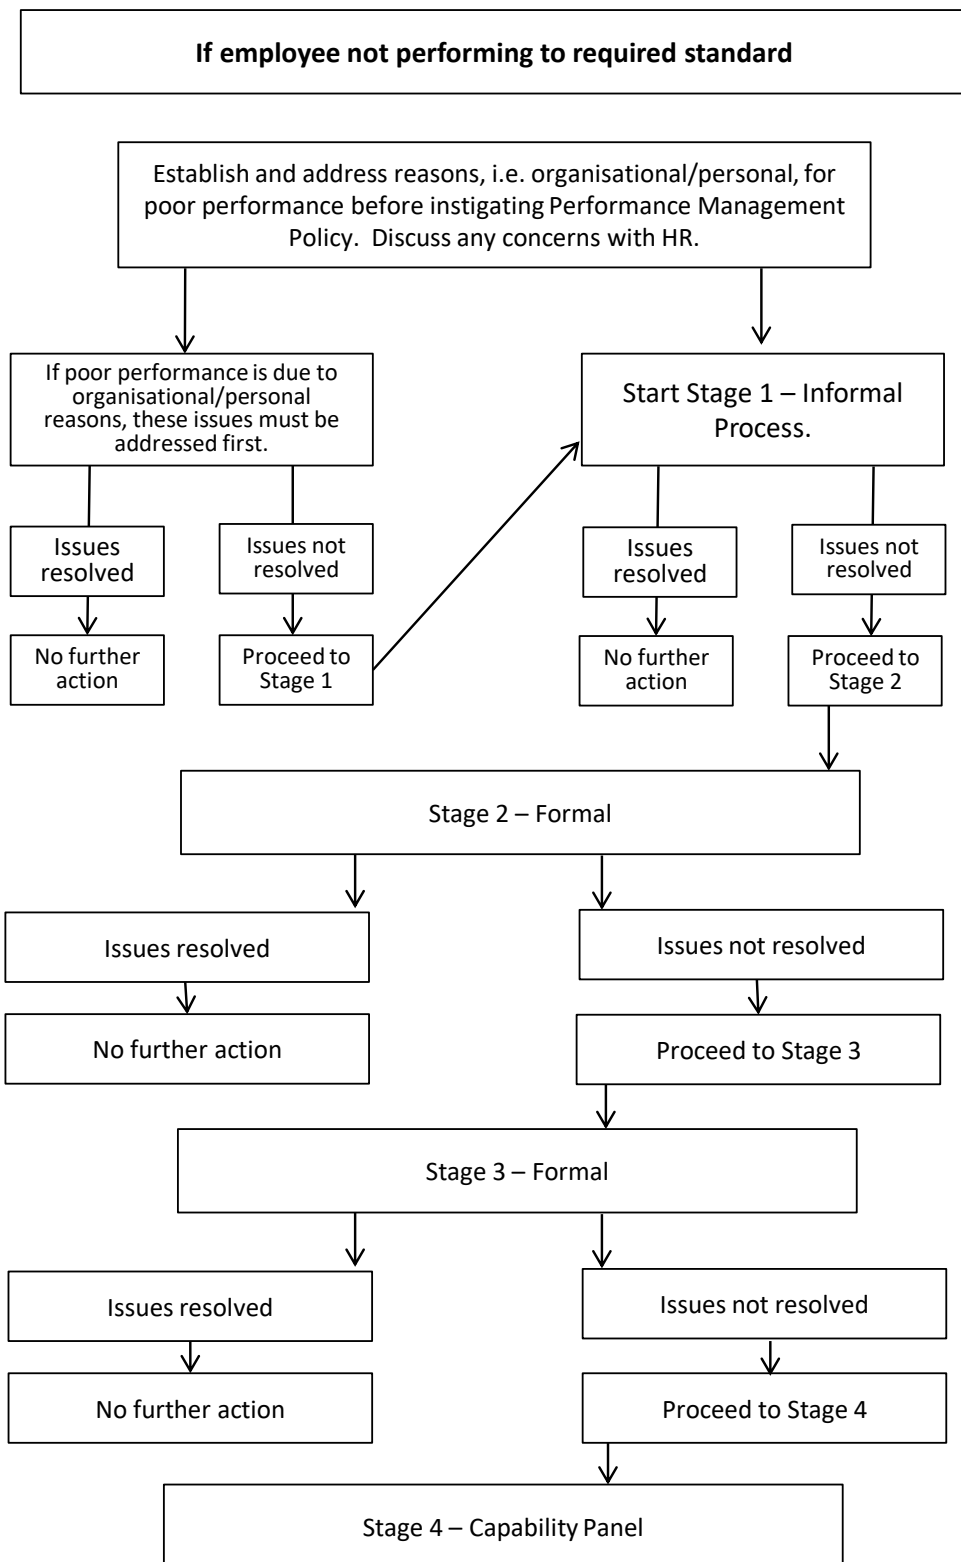 If employee not performing to required standard
Establish and address reasons, i.e. organisational/personal, for
poor performance before instigating Performance Management
Policy.  Discuss any concerns with HR.
If poor performance is due to
organisational/personal
reasons, these issues must be
addressed first.
Start Stage 1 – Informal
Process.
Issues
resolved
Issues not
resolved
Issues
resolved
Issues not
resolved
No further
action
Proceed to
Stage 1
No further
action
Proceed to
Stage 2
Stage 2 – Formal
Issues resolved
Issues not resolved
No further action
Proceed to Stage 3
Stage 3 – Formal
Issues resolved
Issues not resolved
No further action
Proceed to Stage 4
Stage 4 – Capability Panel